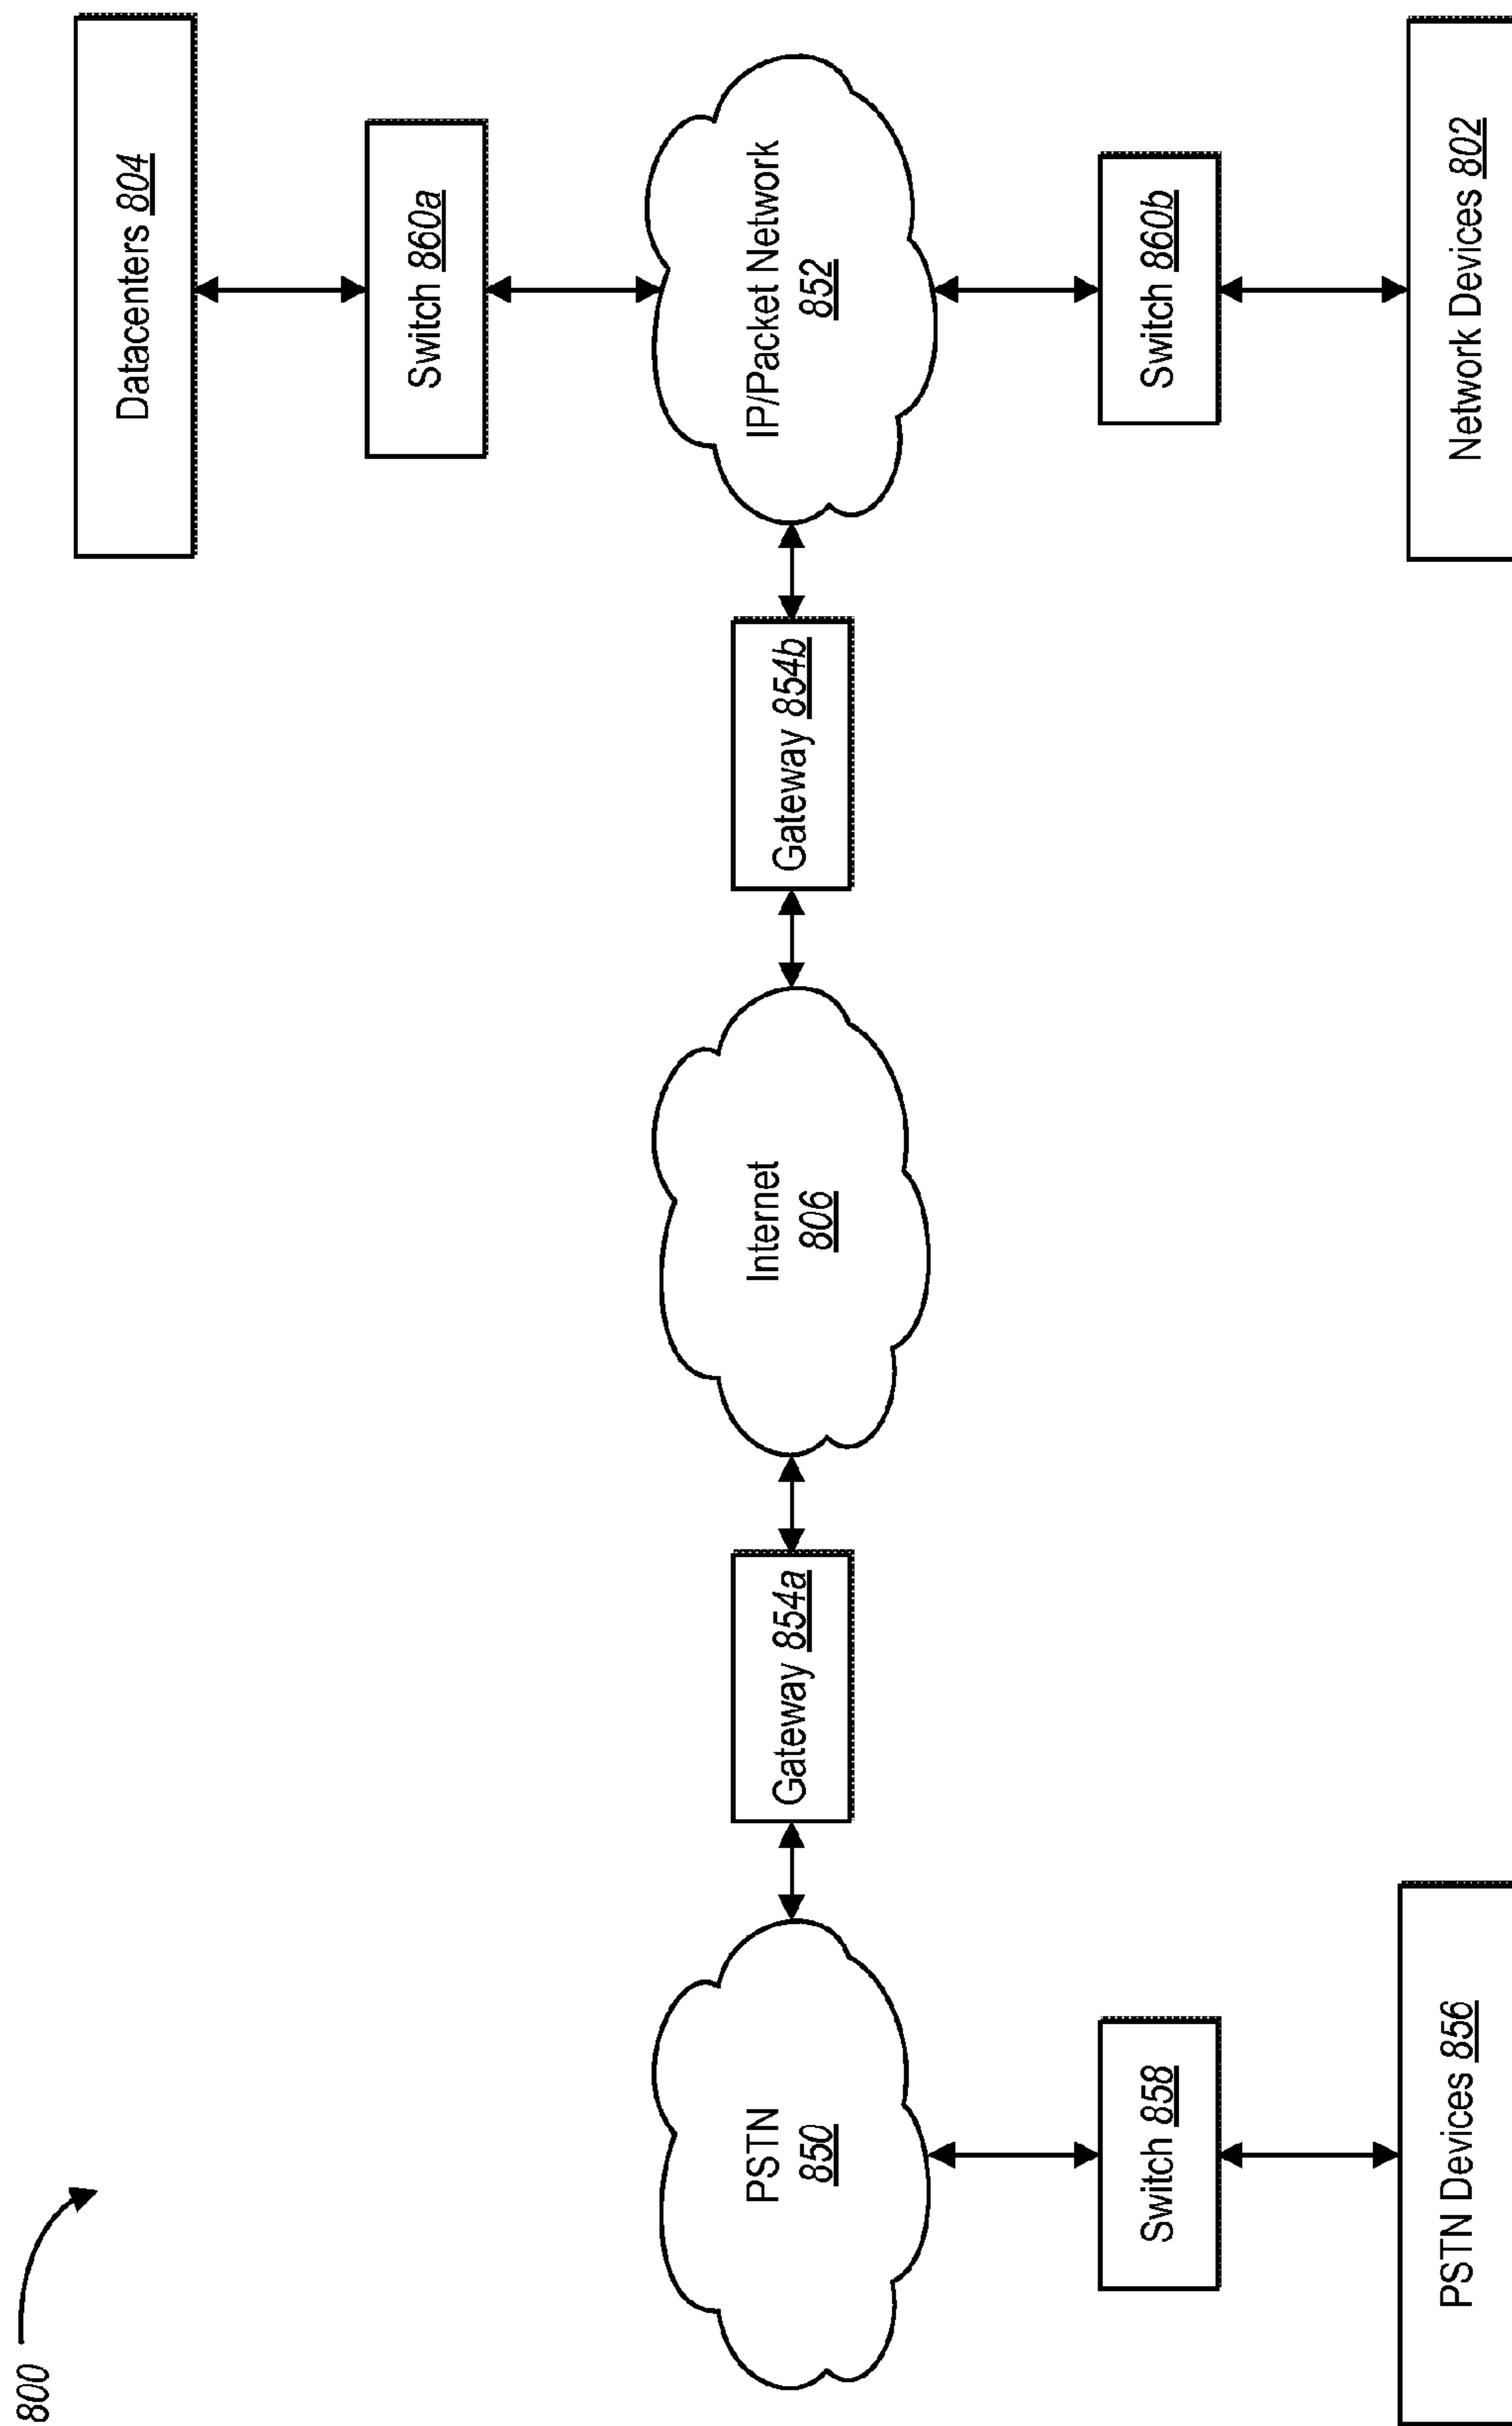 800
Datacenters 804
Switch 860a
PSTN
850
Gateway 854a
Internet
806
Gateway 854b
IP/Packet Network
852
Switch 858
Switch 860b
PSTN Devices 856
Network Devices 802